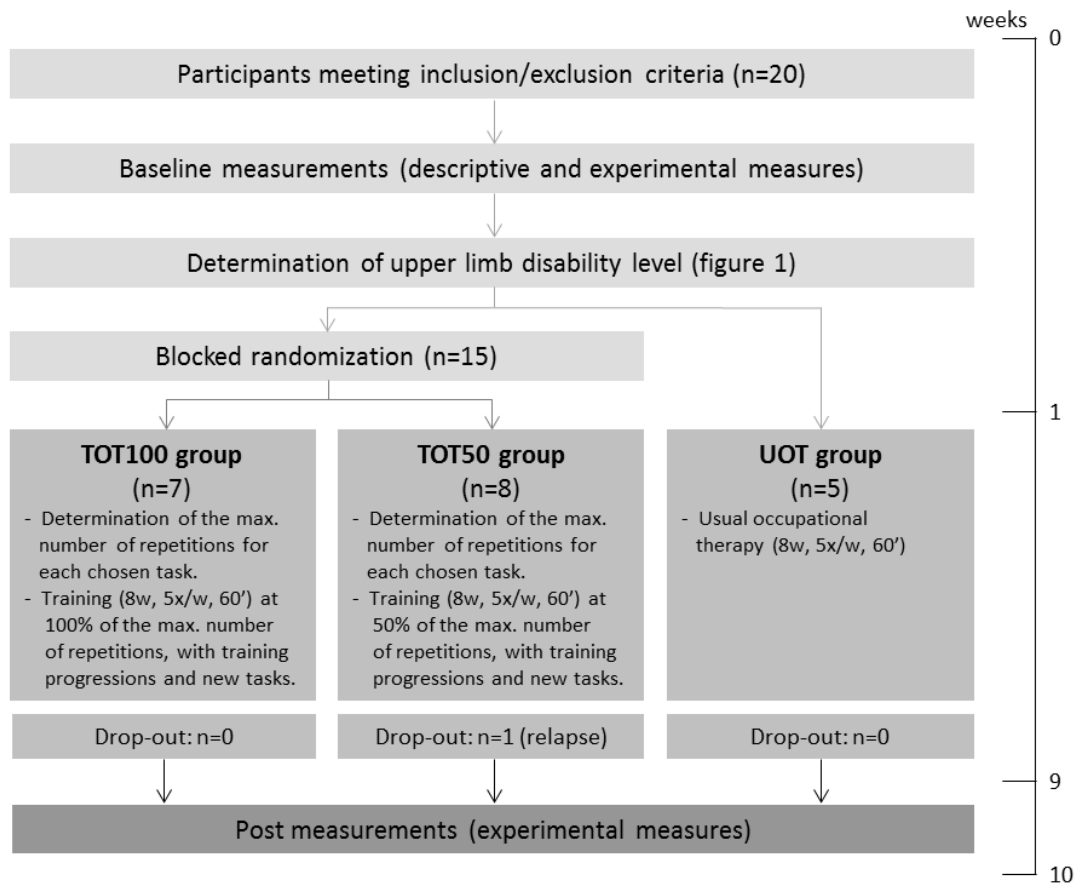 weeks
0
Participants meeting inclusion/exclusion criteria (n=20)
Baseline measurements (descriptive and experimental measures)
Determination of upper limb disability level (figure 1)
Blocked randomization (n=15)
1
TOT100 group
(n=7)
- Determination of the max.
number of repetitions for
each chosen task.
- Training (8w, 5x/w, 60’) at
100% of the max. number
of repetitions, with training
progressions and new tasks.
TOT50 group
(n=8)
- Determination of the max.
number of repetitions for
each chosen task.
- Training (8w, 5x/w, 60’) at
50% of the max. number
of repetitions, with training
progressions and new tasks.
UOT group
(n=5)
- Usual occupational
therapy (8w, 5x/w, 60’)
Drop-out: n=0
Drop-out: n=1 (relapse)
Drop-out: n=0
9
Post measurements (experimental measures)
10